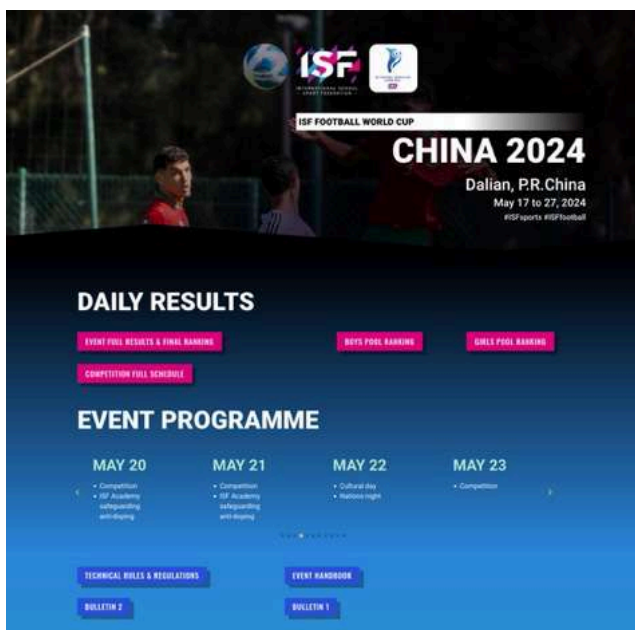 ISF
INTERNATIONAL SCHOOL
SPORT FEDERATION
ISF FOOTBALL WORLD CUP
CHINA 2024
Dalian, P.R.China
May 17 to 27, 2024
#ISFsports #ISFfootball
DAILY RESULTS
EVENT FULL RESULTS & FINAL RANKING
BOYS POOL RANKING
GIRLS POOL RANKING
COMPETITION FULL SCHEDULE
EVENT PROGRAMME
MAY 20
• Competition
• ISF Academy
safeguarding
anti-doping
MAY 21
• Competition
• ISF Academy
safeguarding
anti-doping
MAY 22
• Cultural day
• Nations night
MAY 23
• Competition
TECHNICAL RULES & REGULATIONS
EVENT HANDBOOK
BULLETIN 2
BULLETIN 1